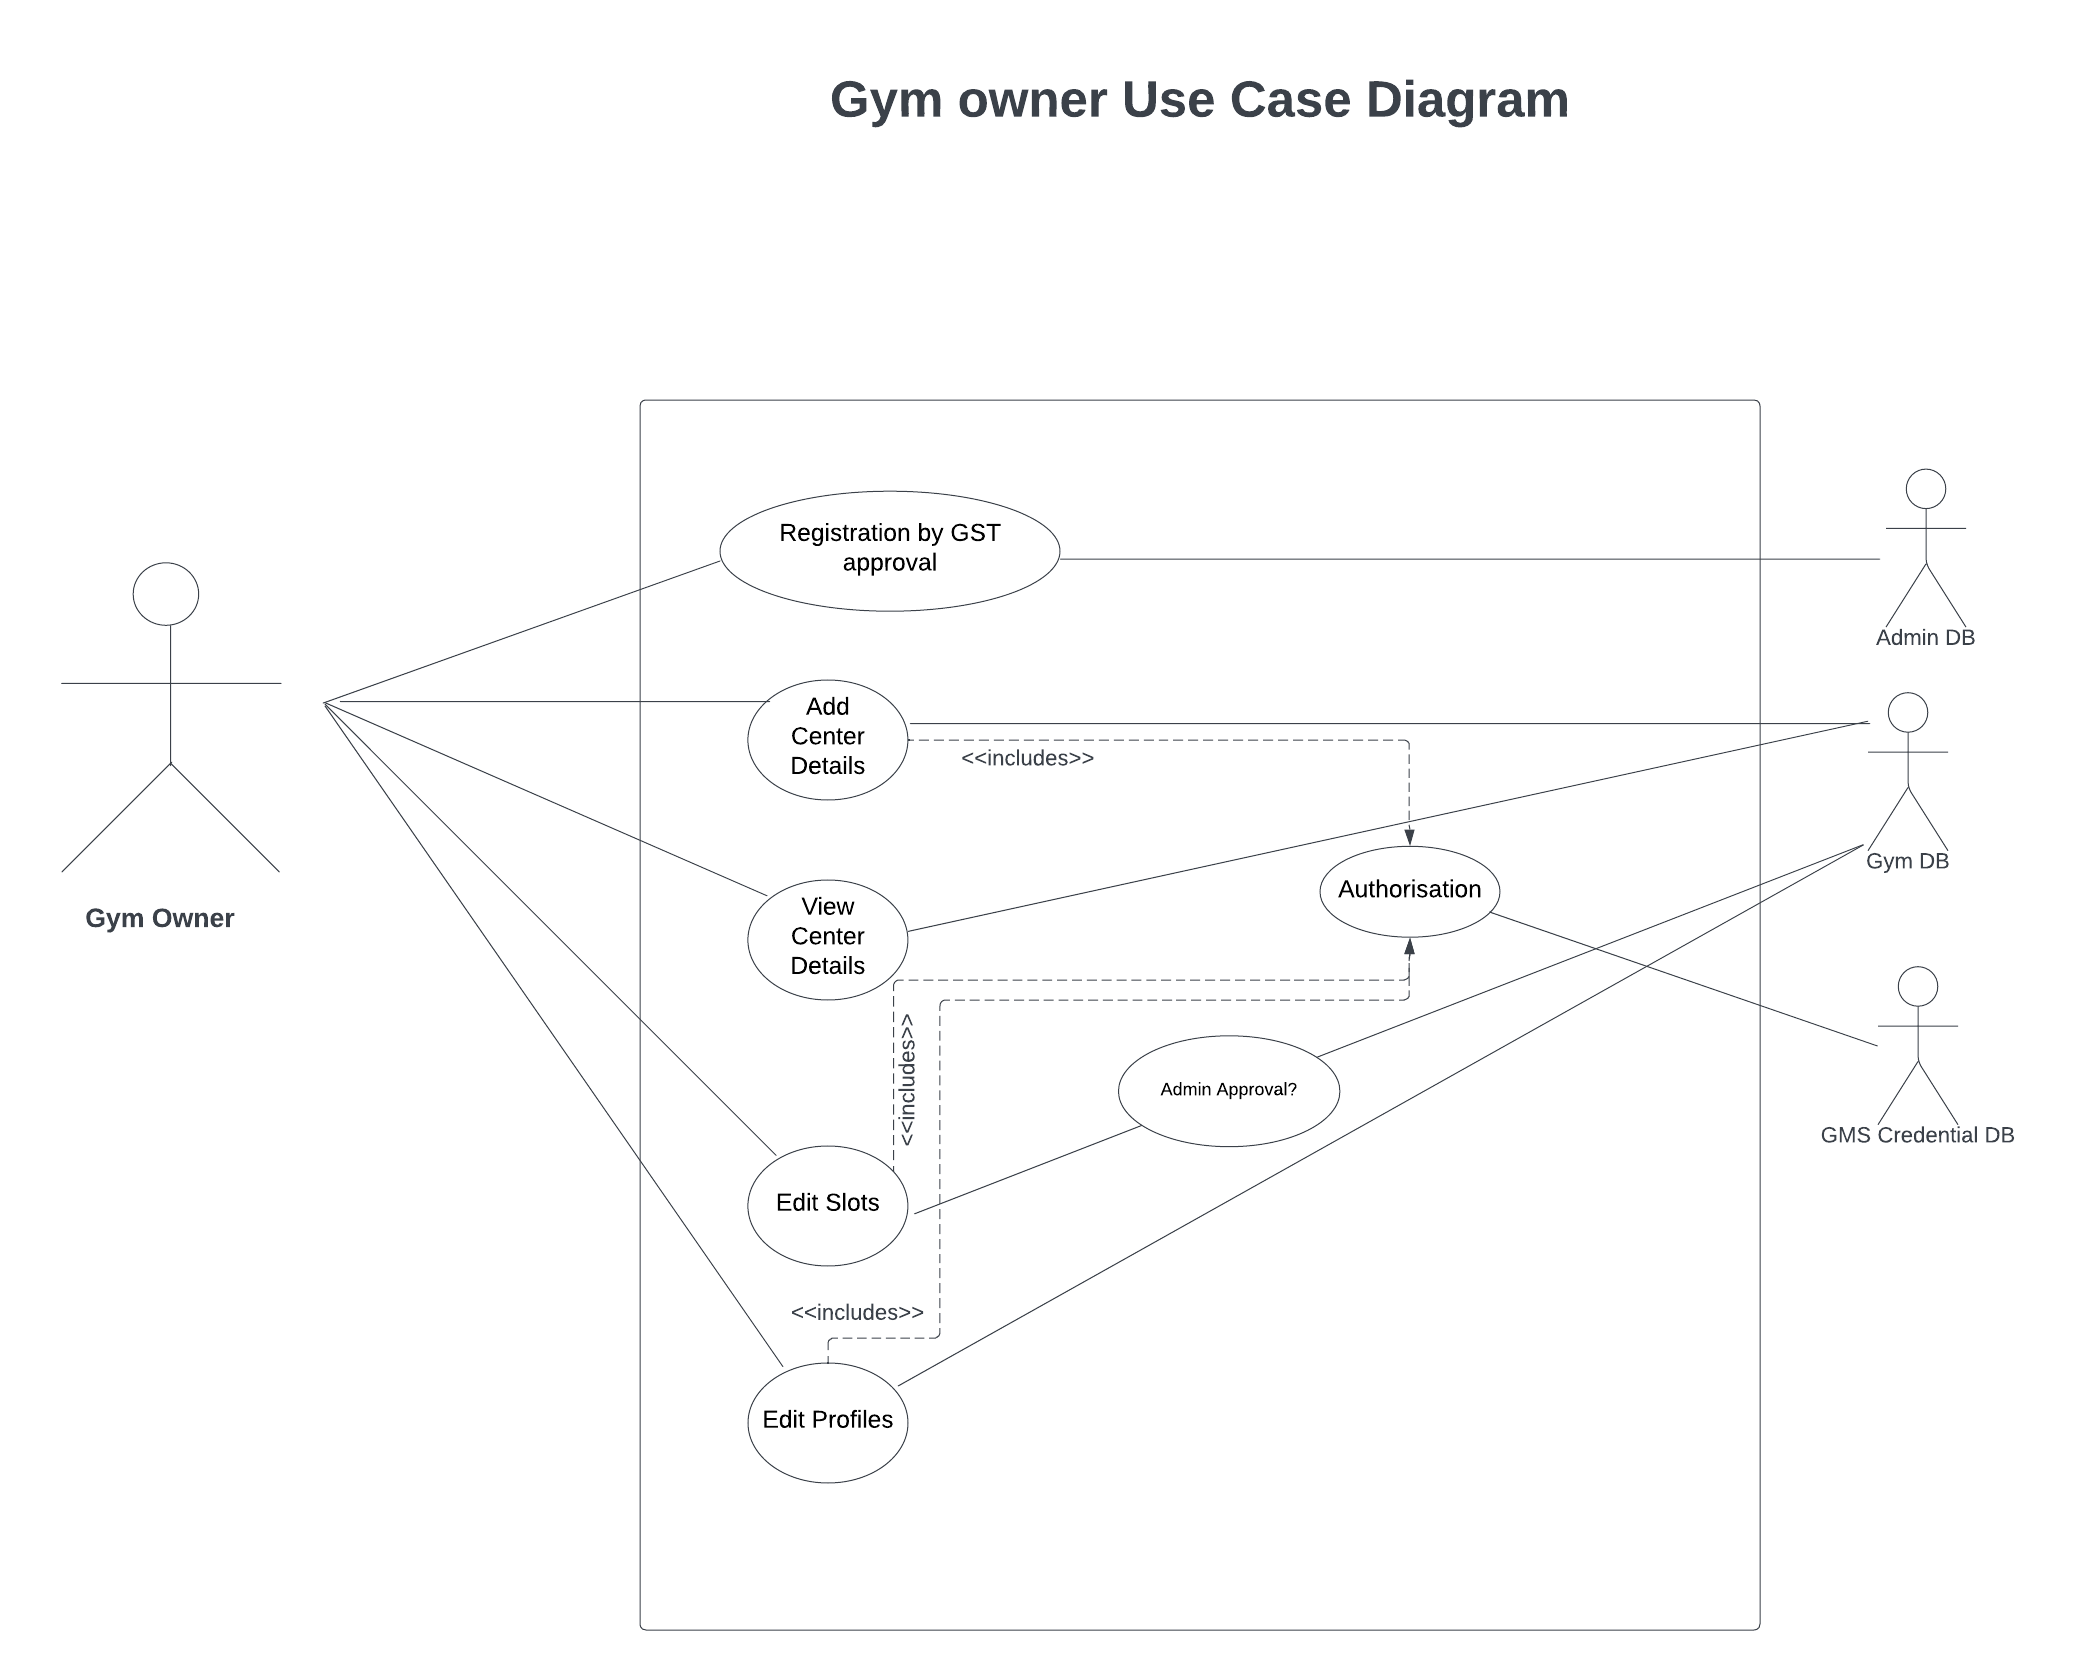 Gym owner Use Case Diagram
Registration by GST
approval
Admin DB
Add
Center
Details
<<includes>>
Gym DB
Authorisation
Gym Owner
View
Center
Details
<<includes>>
Admin Approval?
GMS Credential DB
Edit Slots
<<includes>>
Edit Profiles